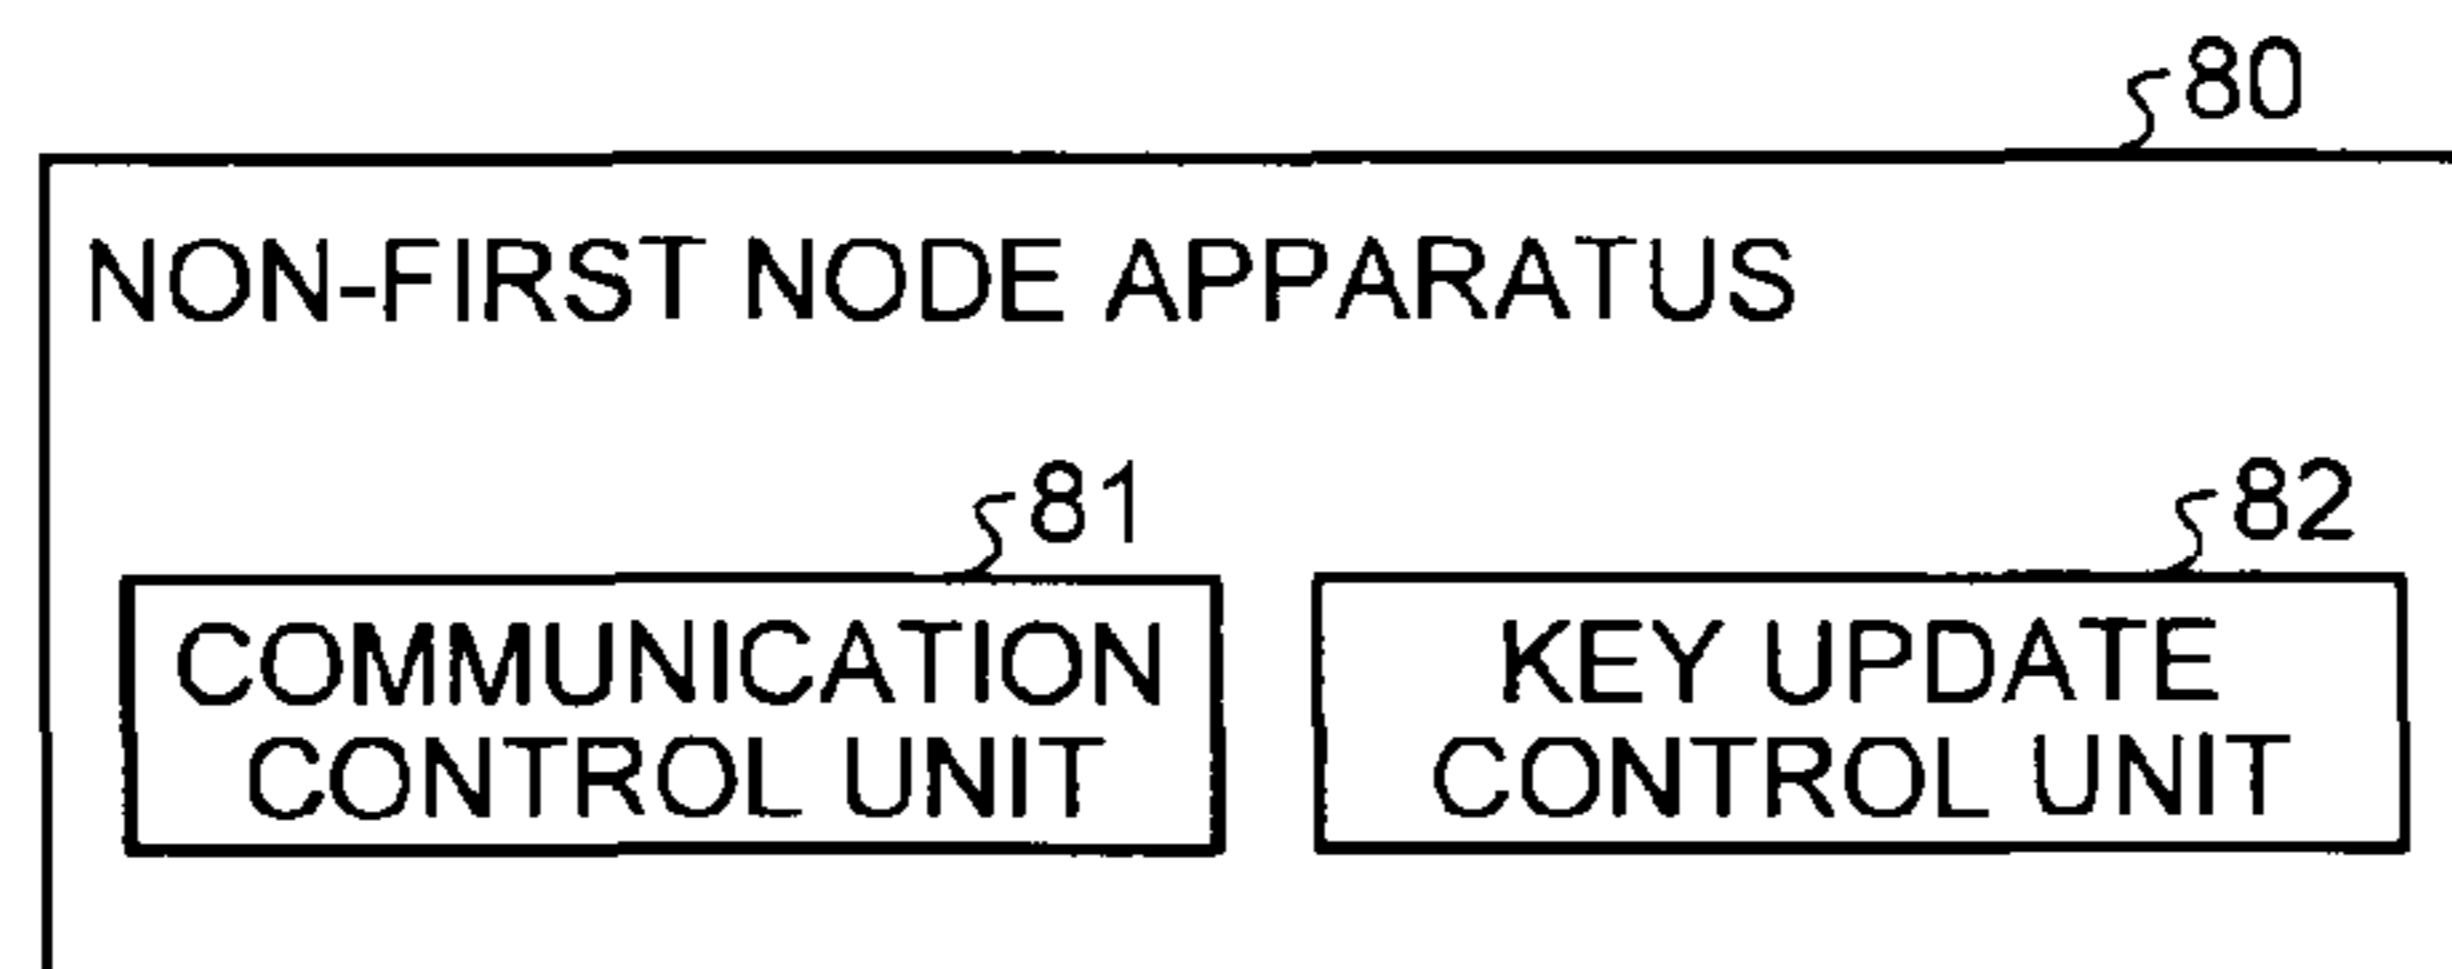 80
NON-FIRST NODE APPARATUS
81
82
COMMUNICATION
CONTROL UNIT
KEY UPDATE
CONTROL UNIT